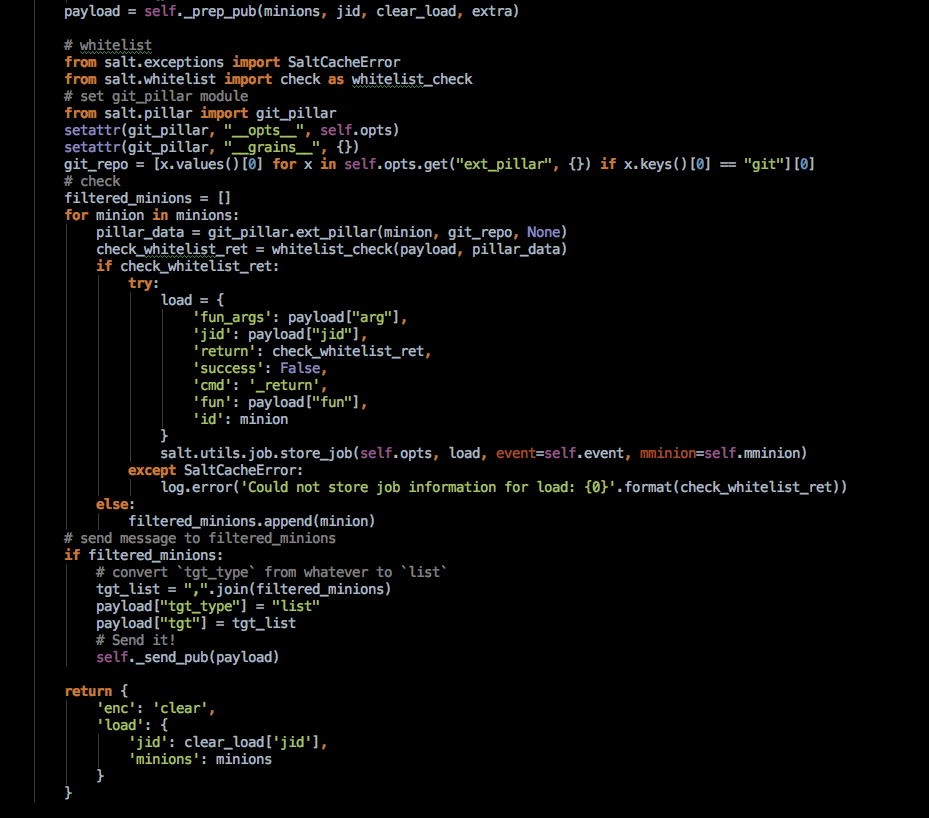 payload = self._prep_pub(minions, jid, clear_load, extra)
# whitelist
from salt.exceptions import SaltCacheError
from salt.whitelist import check as whitelist_check
# set git_pillar module
from salt.pillar import git_pillar
setattr(git_pillar, "__opts__", self.opts)
setattr(git_pillar, "__grains__", {})
git_repo = [x.values()[0] for x in self.opts.get("ext_pillar", {}) if x.keys()[0] == "git"][0]
# check
filtered_minions = []
for minion in minions:
    pillar_data = git_pillar.ext_pillar(minion, git_repo, None)
    check_whitelist_ret = whitelist_check(payload, pillar_data)
    if check_whitelist_ret:
        try:
            load = {
                'fun_args': payload["arg"],
                'jid': payload["jid"],
                'return': check_whitelist_ret,
                'success': False,
                'cmd': '_return',
                'fun': payload["fun"],
                'id': minion
            }
            salt.utils.job.store_job(self.opts, load, event=self.event, mminion=self.mminion)
        except SaltCacheError:
            log.error('Could not store job information for load: {0}'.format(check_whitelist_ret))
    else:
        filtered_minions.append(minion)
# send message to filtered_minions
if filtered_minions:
    # convert `tgt_type` from whatever to `list`
    tgt_list = ",".join(filtered_minions)
    payload["tgt_type"] = "list"
    payload["tgt"] = tgt_list
    # Send it!
    self._send_pub(payload)
return {
    'enc': 'clear',
    'load': {
        'jid': clear_load['jid'],
        'minions': minions
    }
}